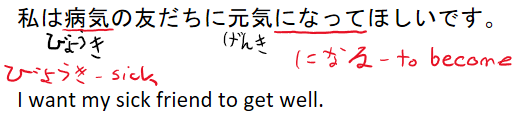 私は病気の友だちに元気になってほしいです。
びょうき げんき
びょうき - sick になる - to become
I want my sick friend to get well.